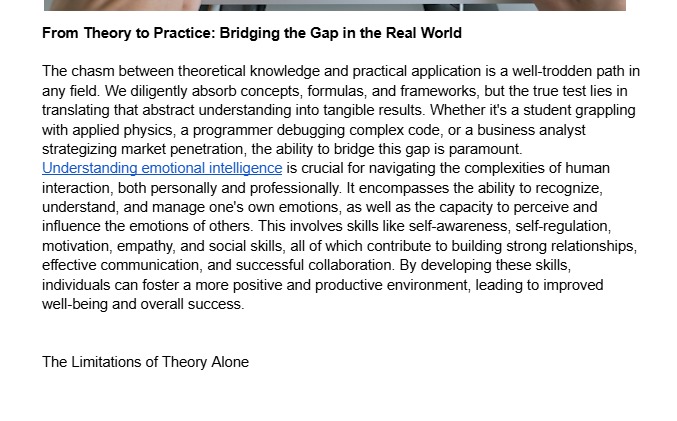 From Theory to Practice: Bridging the Gap in the Real World
The chasm between theoretical knowledge and practical application is a well-trodden path in
any field. We diligently absorb concepts, formulas, and frameworks, but the true test lies in
translating that abstract understanding into tangible results. Whether it's a student grappling
with applied physics, a programmer debugging complex code, or a business analyst
strategizing market penetration, the ability to bridge this gap is paramount.
Understanding emotional intelligence is crucial for navigating the complexities of human
interaction, both personally and professionally. It encompasses the ability to recognize,
understand, and manage one's own emotions, as well as the capacity to perceive and
influence the emotions of others. This involves skills like self-awareness, self-regulation,
motivation, empathy, and social skills, all of which contribute to building strong relationships,
effective communication, and successful collaboration. By developing these skills,
individuals can foster a more positive and productive environment, leading to improved
well-being and overall success.
The Limitations of Theory Alone